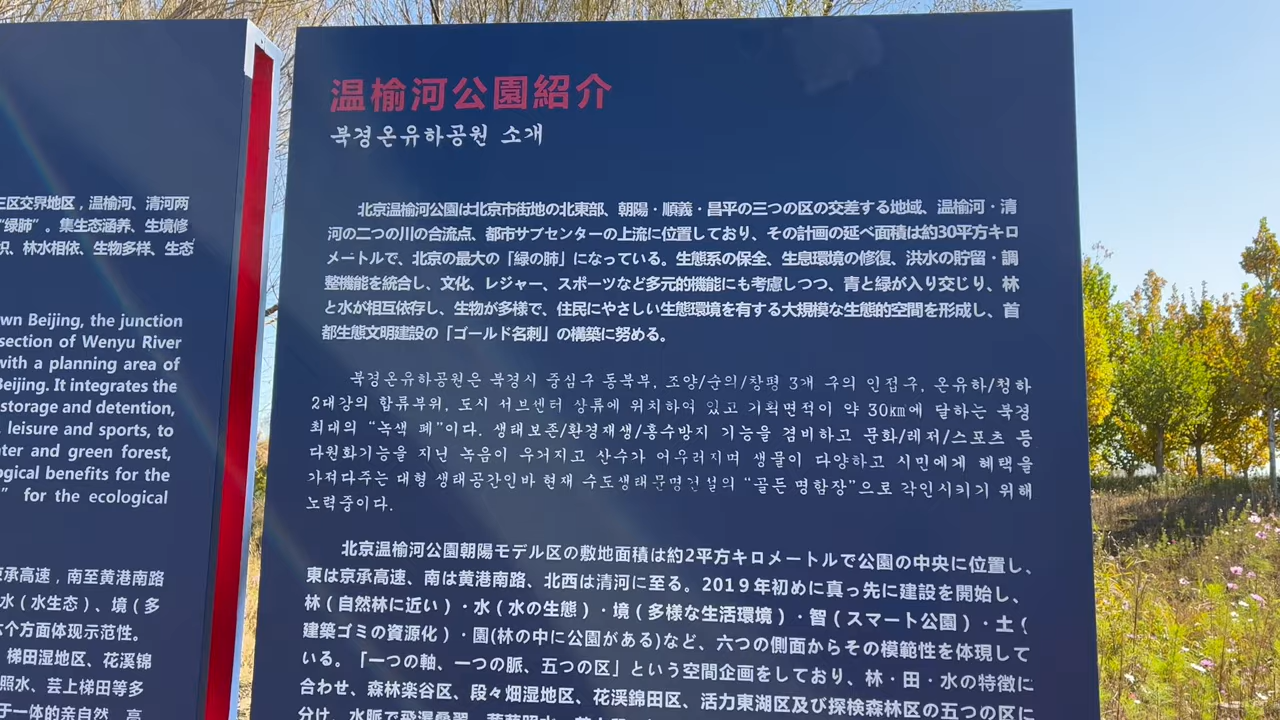 三区交界地区，温榆河、清河两
“绿肺”。集生态涵养、生境修
识、林水相依、生物多样、生态
wn Beijing, the junction
section of Wenyu River
with a planning area of
Beijing. It integrates the
storage and detention,
leisure and sports, to
ter and green forest,
ogical benefits for the
” for the ecological
承高速，南至黄港南路
水（水生态）、境（多
个方面体现示范性。
梯田湿地区、花溪锦
照水、芸上梯田等多
于一体的亲自然、高
温榆河公園紹介
북경온유하공원 소개
北京温榆河公園は北京市街地の北東部、朝陽・順義・昌平の三つの区の交差する地域、温榆河・清
河の二つの川の合流点、都市サブセンターの上流に位置しており、その計画の延べ面積は約30平方キロ
メートルで、北京の最大の「緑の肺」になっている。生態系の保全、生息環境の修復、洪水の貯留・調
整機能を統合し、文化、レジャー、スポーツなど多元的機能にも考慮しつつ、青と緑が入り交じり、林
と水が相互依存し、生物が多様で、住民にやさしい生態環境を有する大規模な生態的空間を形成し、首
都生態文明建設の「ゴールド名刺」の構築に努める。
북경온유하공원은 북경시 중심구 동북부, 조양/순의/창평 3개 구의 인접구, 온유하/청하
2대강의 합류부위, 도시 서브센터 상류에 위치하여 있고 기획면적이 약 30㎢에 달하는 북경
최대의 “녹색 폐”이다. 생태보존/환경재생/홍수방지 기능을 겸비하고 문화/레저/스포츠 등
다원화기능을 지닌 녹음이 우거지고 산수가 어우러지며 생물이 다양하고 시민에게 혜택을
가져다주는 대형 생태공간인바 현재 수도생태문명건설의 “골든 명함장”으로 각인시키기 위해
노력중이다.
北京温榆河公園朝陽モデル区の敷地面積は約2平方キロメートルで公園の中央に位置し、
東は京承高速、南は黄港南路、北西は清河に至る。2019年初めに真っ先に建設を開始し、
林（自然林に近い）・水（水の生態）・境（多様な生活環境）・智（スマート公園）・土（
建築ゴミの資源化）・園(林の中に公園がある)など、六つの側面からその模範性を体現して
いる。「一つの軸、一つの脈、五つの区」という空間企画をしており、林・田・水の特徴に
合わせ、森林楽谷区、段々畑湿地区、花渓錦田区、活力東湖区及び探検森林区の五つの区に